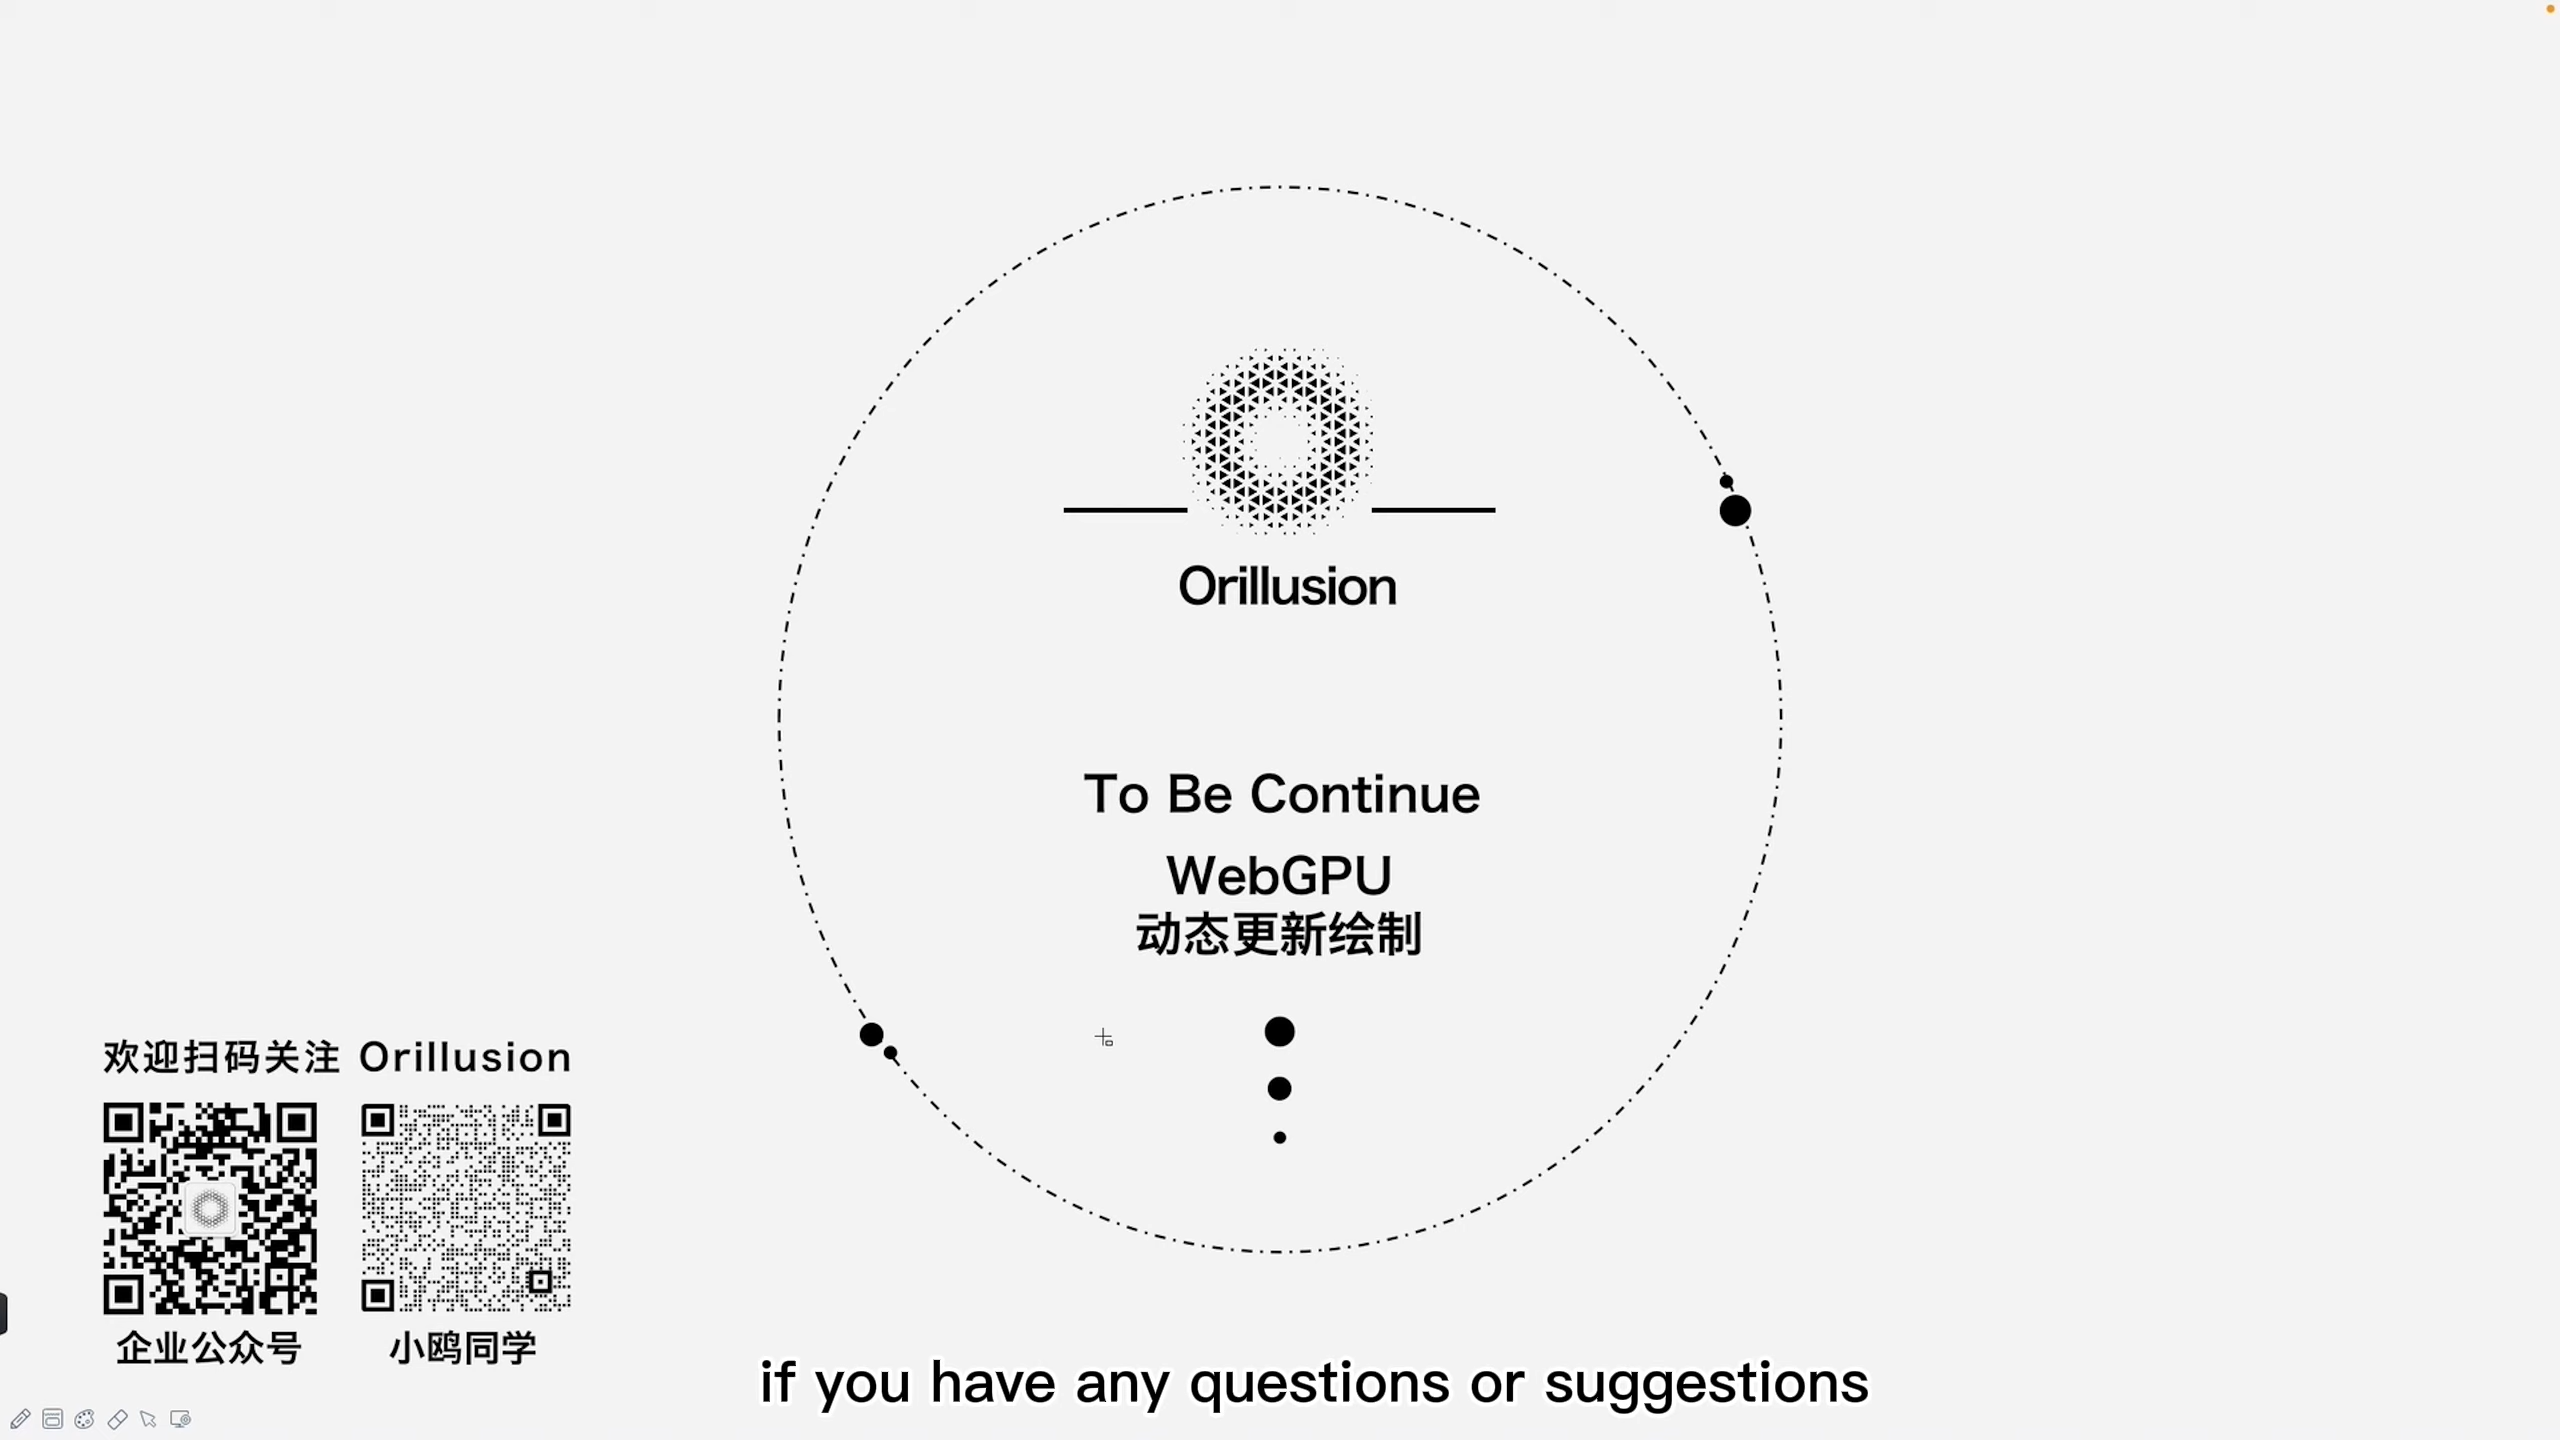 Orillusion
To Be Continue
WebGPU
动态更新绘制
欢迎扫码关注 Orillusion
企业公众号
小鸥同学
if you have any questions or suggestions